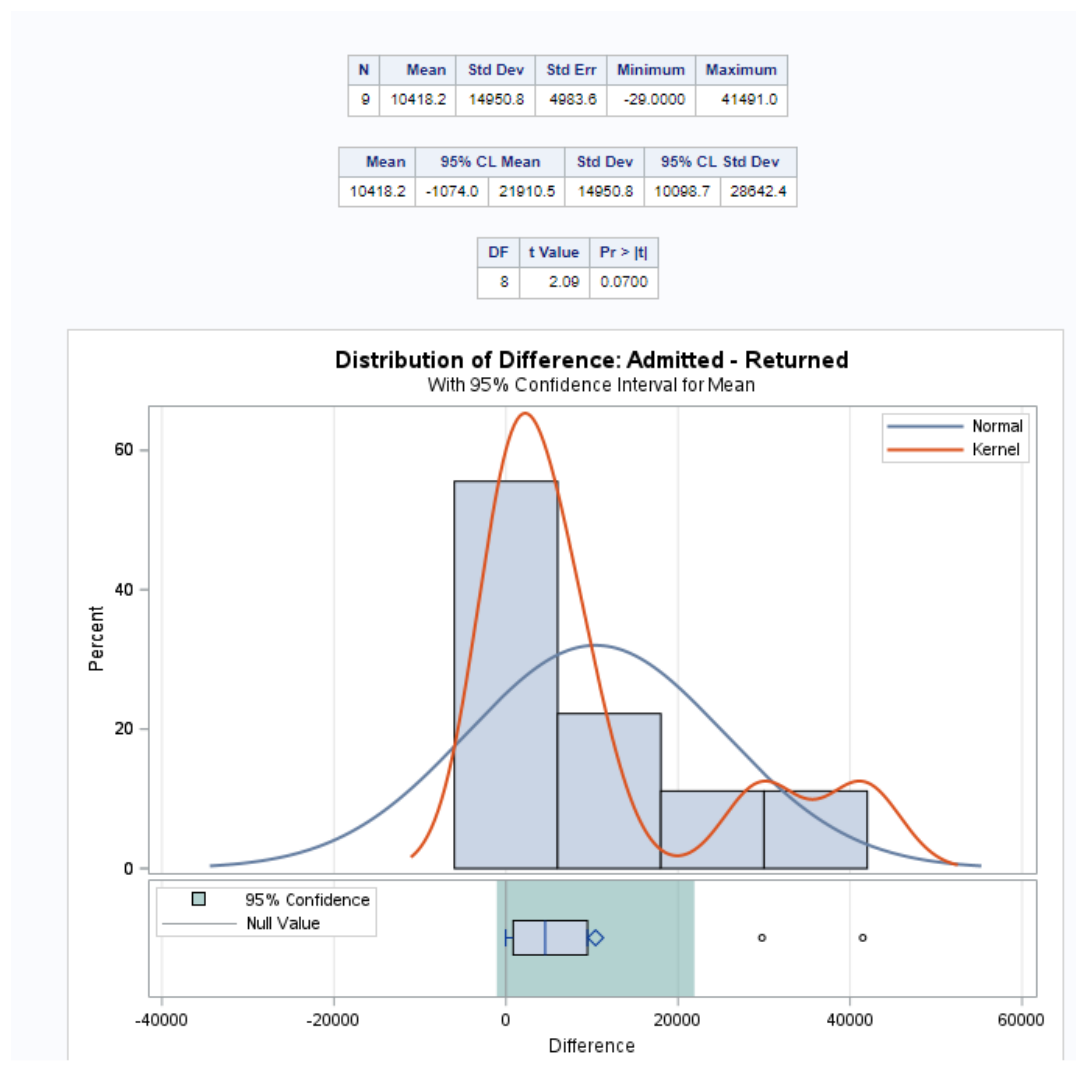 N Mean Std Dev Std Err Minimum Maximum
9 10418.2 14950.8 4983.6 -29.0000 41491.0
Mean 95% CL Mean Std Dev 95% CL Std Dev
10418.2 -1074.0 21910.5 14950.8 10098.7 28642.4
DF t Value Pr > |t|
8 2.09 0.0700
Distribution of Difference: Admitted - Returned
With 95% Confidence Interval for Mean
Normal
Kernel
60
40
20
0
Percent
95% Confidence
Null Value
-40000 -20000 0 20000 40000 60000
Difference